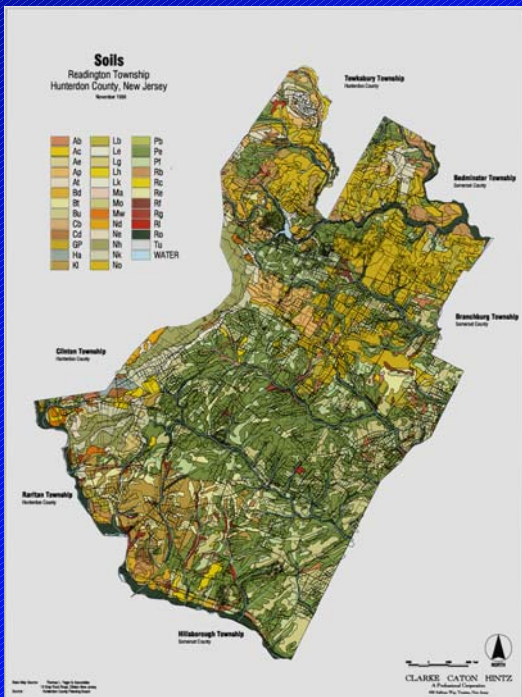 Soils
Readington Township
Hunterdon County, New Jersey
Tewksbury Township
Hunterdon County
Ab Lb Pb
Ac Le Pe
Ae Lg Pf
Ap Lh Rb
At Lk Rc
Bd Ma Re
Bt Mo Rf
Bu Mw Rg
Cb Nd Rl
Cd Ne Ro
GP Nh Tu
Ha Nk WATER
Kl No
Bedminster Township
Somerset County
Branchburg Township
Somerset County
Clinton Township
Hunterdon County
Raritan Township
Hunterdon County
Hillsborough Township
Somerset County
NORTH
CLARKE CATON HINTZ
A Professional Corporation